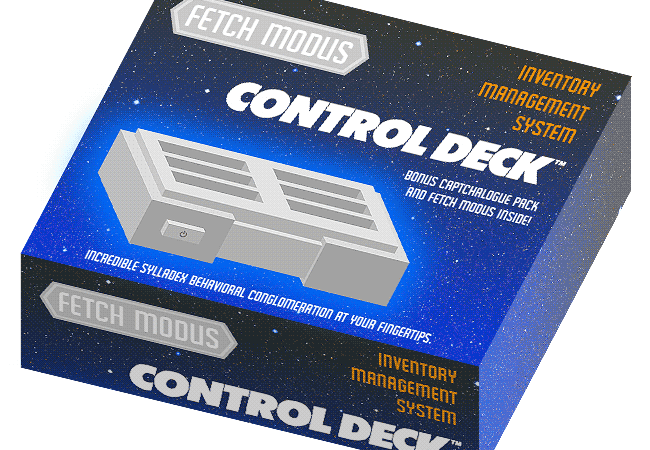 FETCH MODUS
INVENTORY
MANAGEMENT
SYSTEM
CONTROL DECK™
BONUS CAPTCHALOGUE PACK
AND FETCH MODUS INSIDE!
INCREDIBLE SYLLADEX BEHAVIORAL CONGLOMERATION AT YOUR FINGERTIPS.
FETCH MODUS
INVENTORY
MANAGEMENT
SYSTEM
CONTROL DECK™